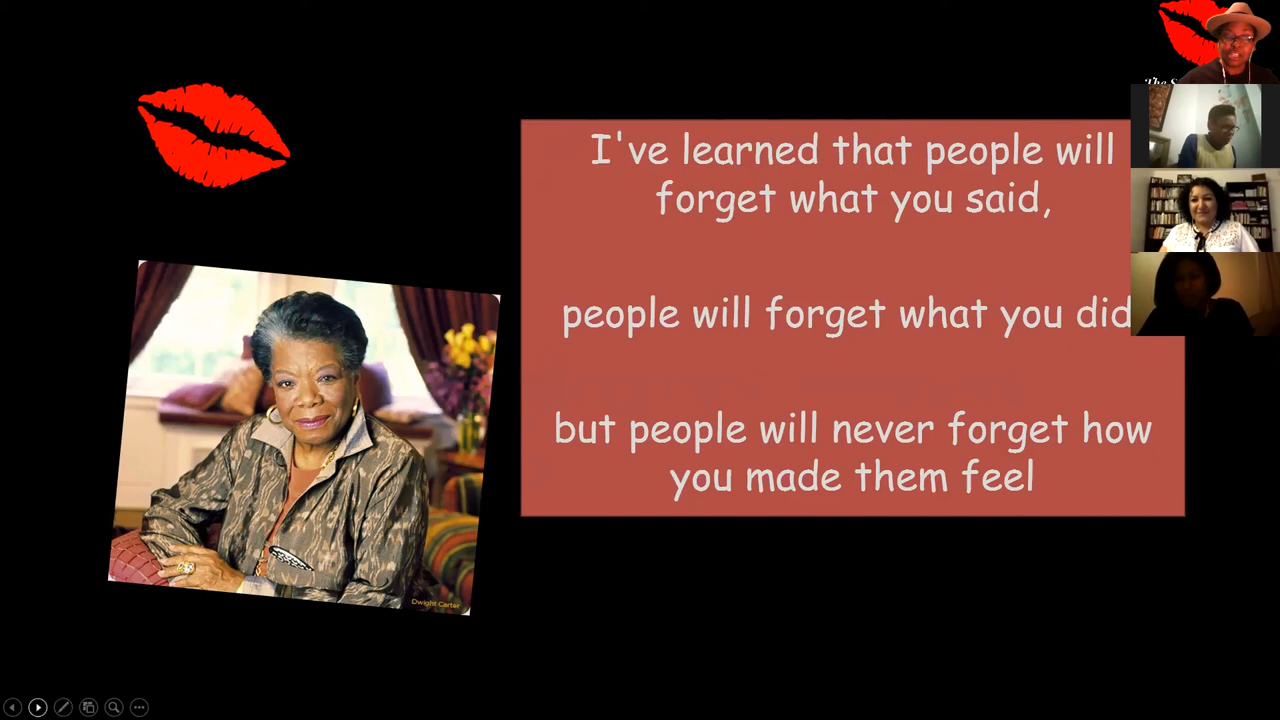 The S
I've learned that people will
forget what you said,
people will forget what you did
but people will never forget how
you made them feel
Dwight Carter